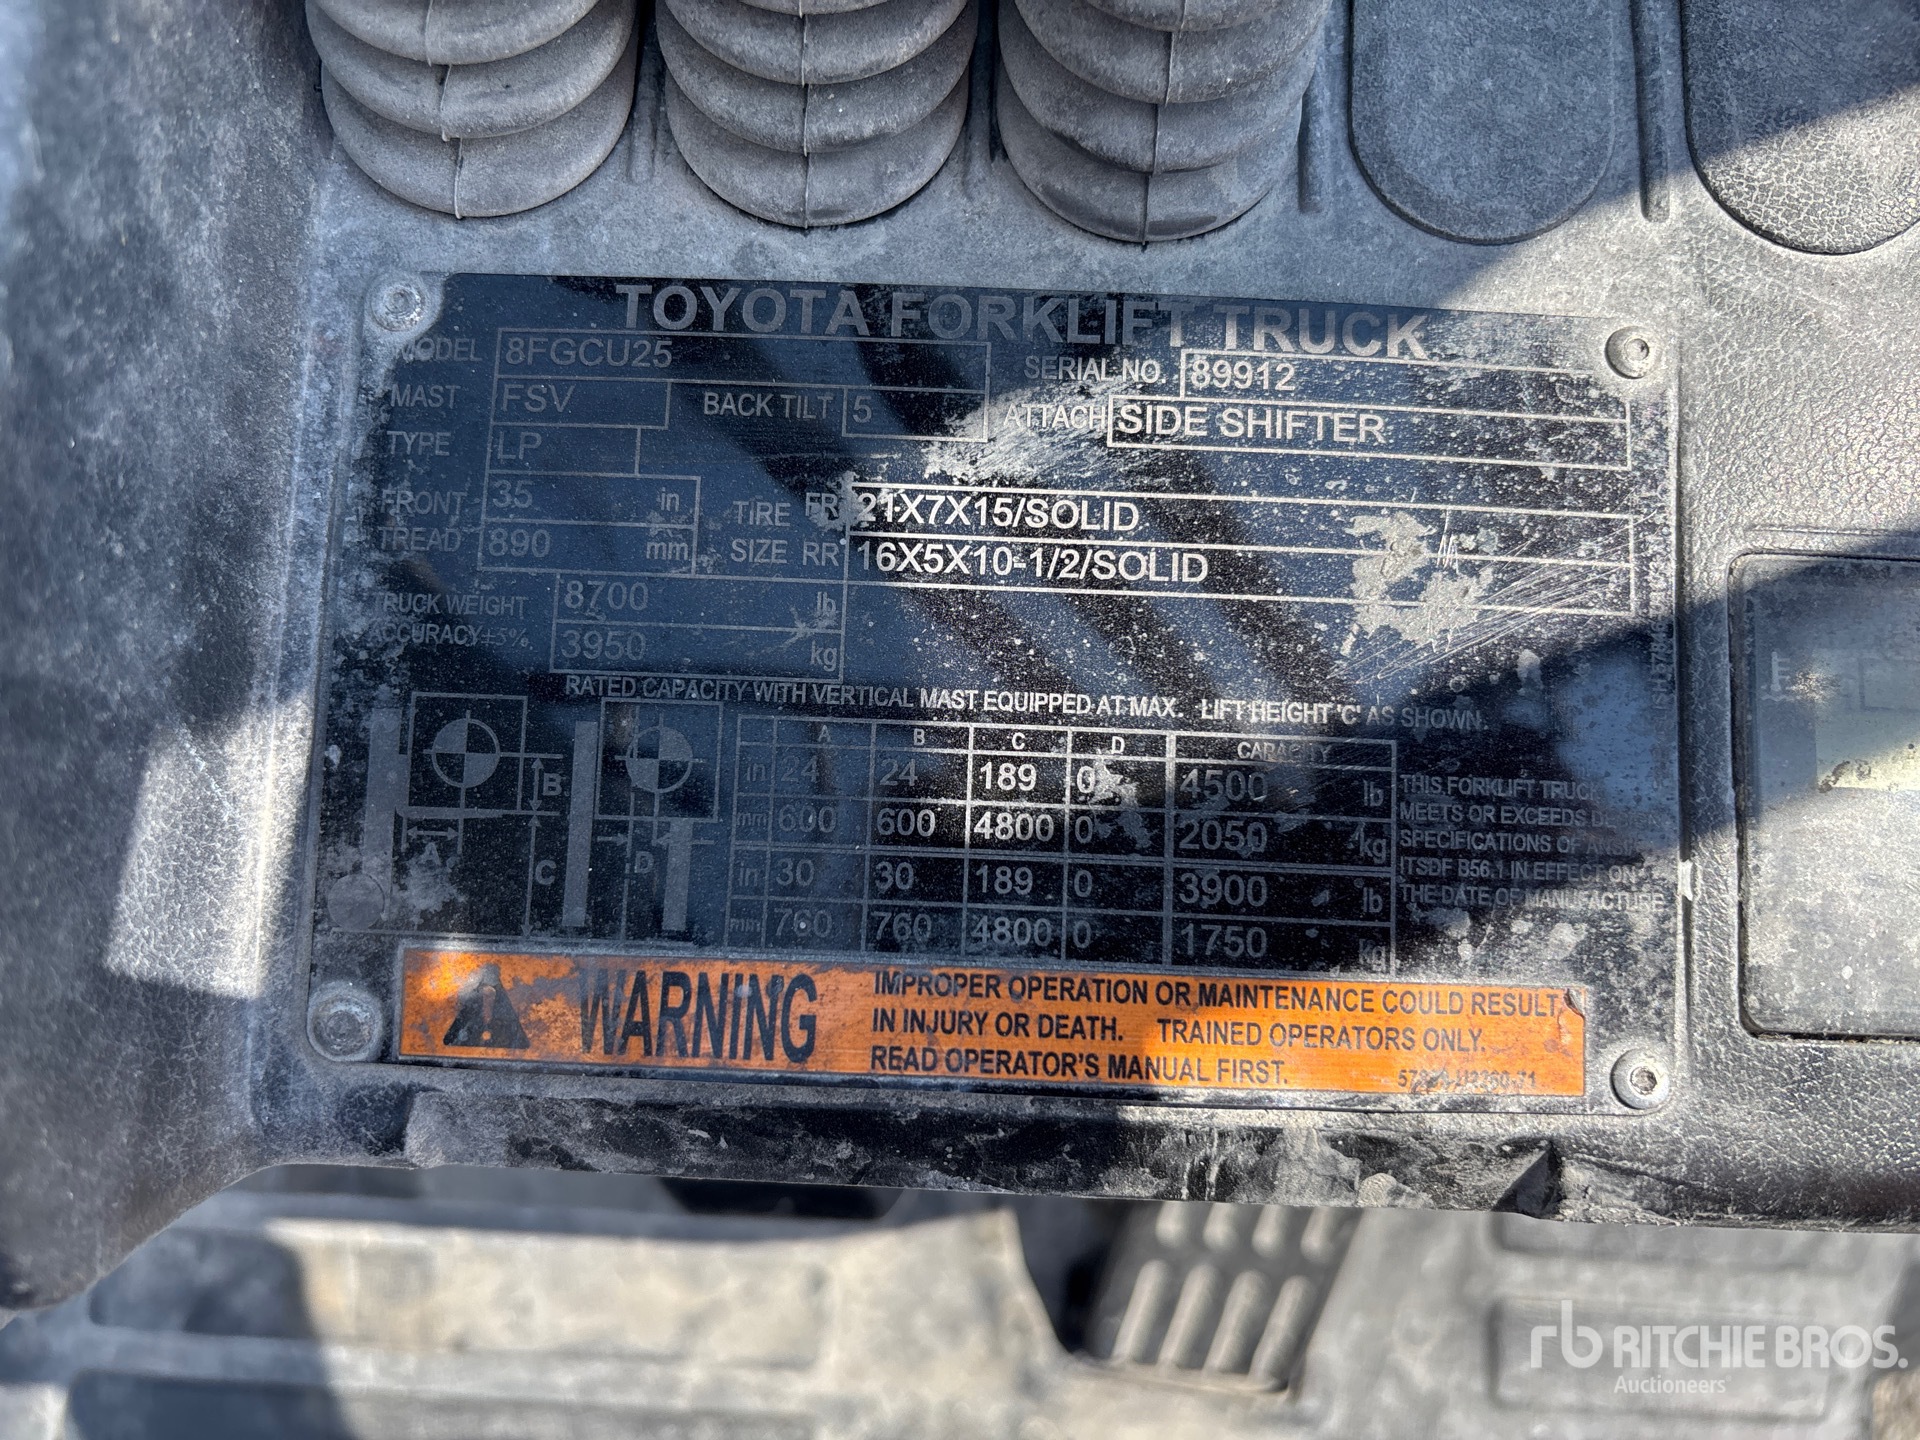 TOYOTA FORKLIFT TRUCK
MODEL 8FGCU25 SERIAL NO. 89912
MAST FSV BACK TILT 5 ATTACH SIDE SHIFTER
TYPE LP
FRONT 35 in TIRE FR 21X7X15/SOLID
TREAD 890 mm SIZE RR 16X5X10-1/2/SOLID
TRUCK WEIGHT 8700 lb
ACCURACY±5% 3950 kg
RATED CAPACITY WITH VERTICAL MAST EQUIPPED AT MAX. LIFT HEIGHT 'C' AS SHOWN.
A B C D CAPACITY
in 24 24 189 0 4500 lb
mm 600 600 4800 0 2050 kg
in 30 30 189 0 3900 lb
mm 760 760 4800 0 1750 kg
B
A
C
D
THIS FORKLIFT TRUCK
MEETS OR EXCEEDS
SPECIFICATIONS OF
ITSDF B56.1 IN EFFECT ON
THE DATE OF MANUFACTURE
WARNING
IMPROPER OPERATION OR MAINTENANCE COULD RESULT
IN INJURY OR DEATH. TRAINED OPERATORS ONLY.
READ OPERATOR'S MANUAL FIRST.
rb RITCHIE BROS.
Auctioneers